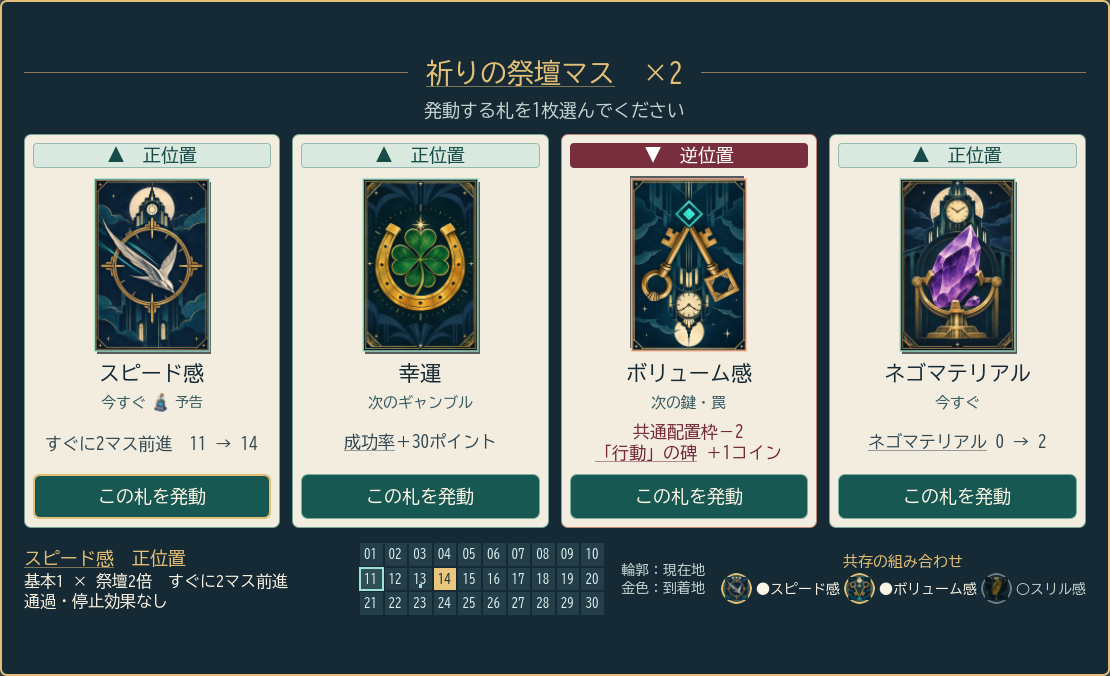 祈りの祭壇マス　×2
発動する札を1枚選んでください
▲　正位置
スピード感
今すぐ 予告
すぐに2マス前進　11 → 14
この札を発動
▲　正位置
幸運
次のギャンブル
成功率＋30ポイント
この札を発動
▼　逆位置
ボリューム感
次の鍵・罠
共通配置枠－2
「行動」の碑 ＋1コイン
この札を発動
▲　正位置
ネゴマテリアル
今すぐ
ネゴマテリアル 0 → 2
この札を発動
スピード感　正位置
基本1 × 祭壇2倍　すぐに2マス前進
通過・停止効果なし
01 02 03 04 05 06 07 08 09 10
11 12 13 14 15 16 17 18 19 20
21 22 23 24 25 26 27 28 29 30
輪郭：現在地
金色：到着地
共存の組み合わせ
●スピード感 ●ボリューム感 ○スリル感